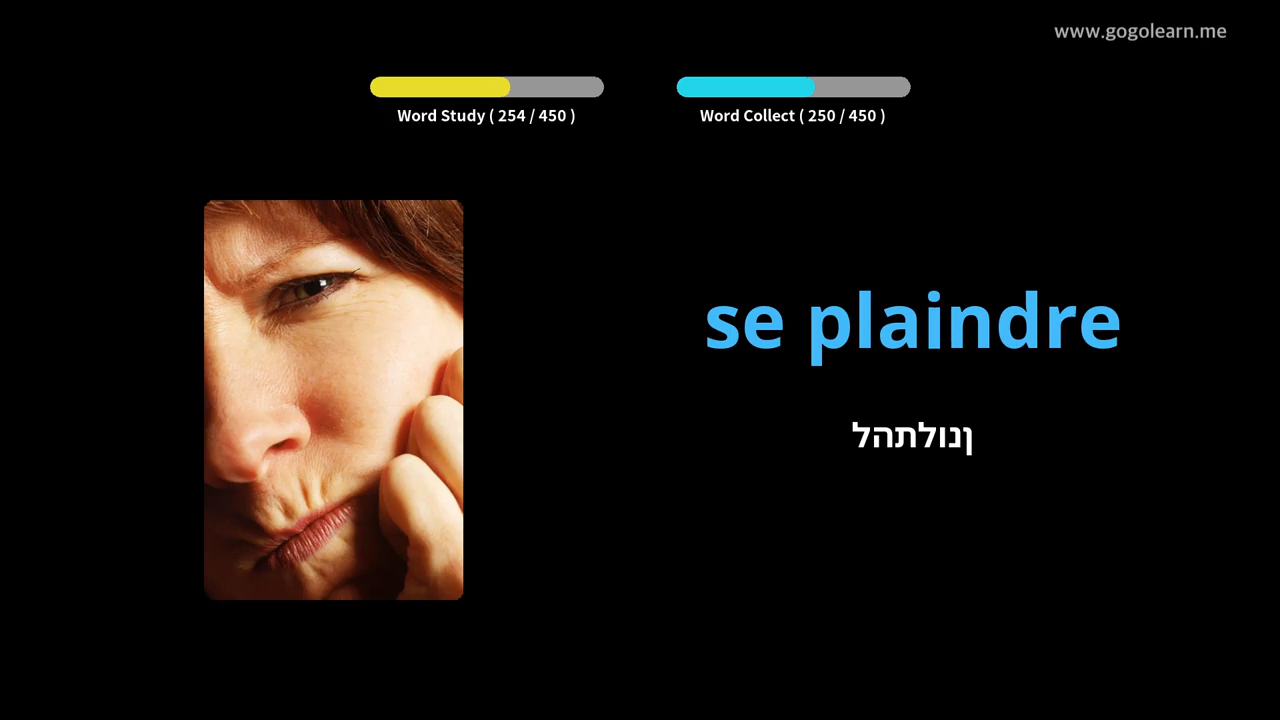 www.gogolearn.me
Word Study ( 254 / 450 )
Word Collect ( 250 / 450 )
se plaindre
ןנולתהל